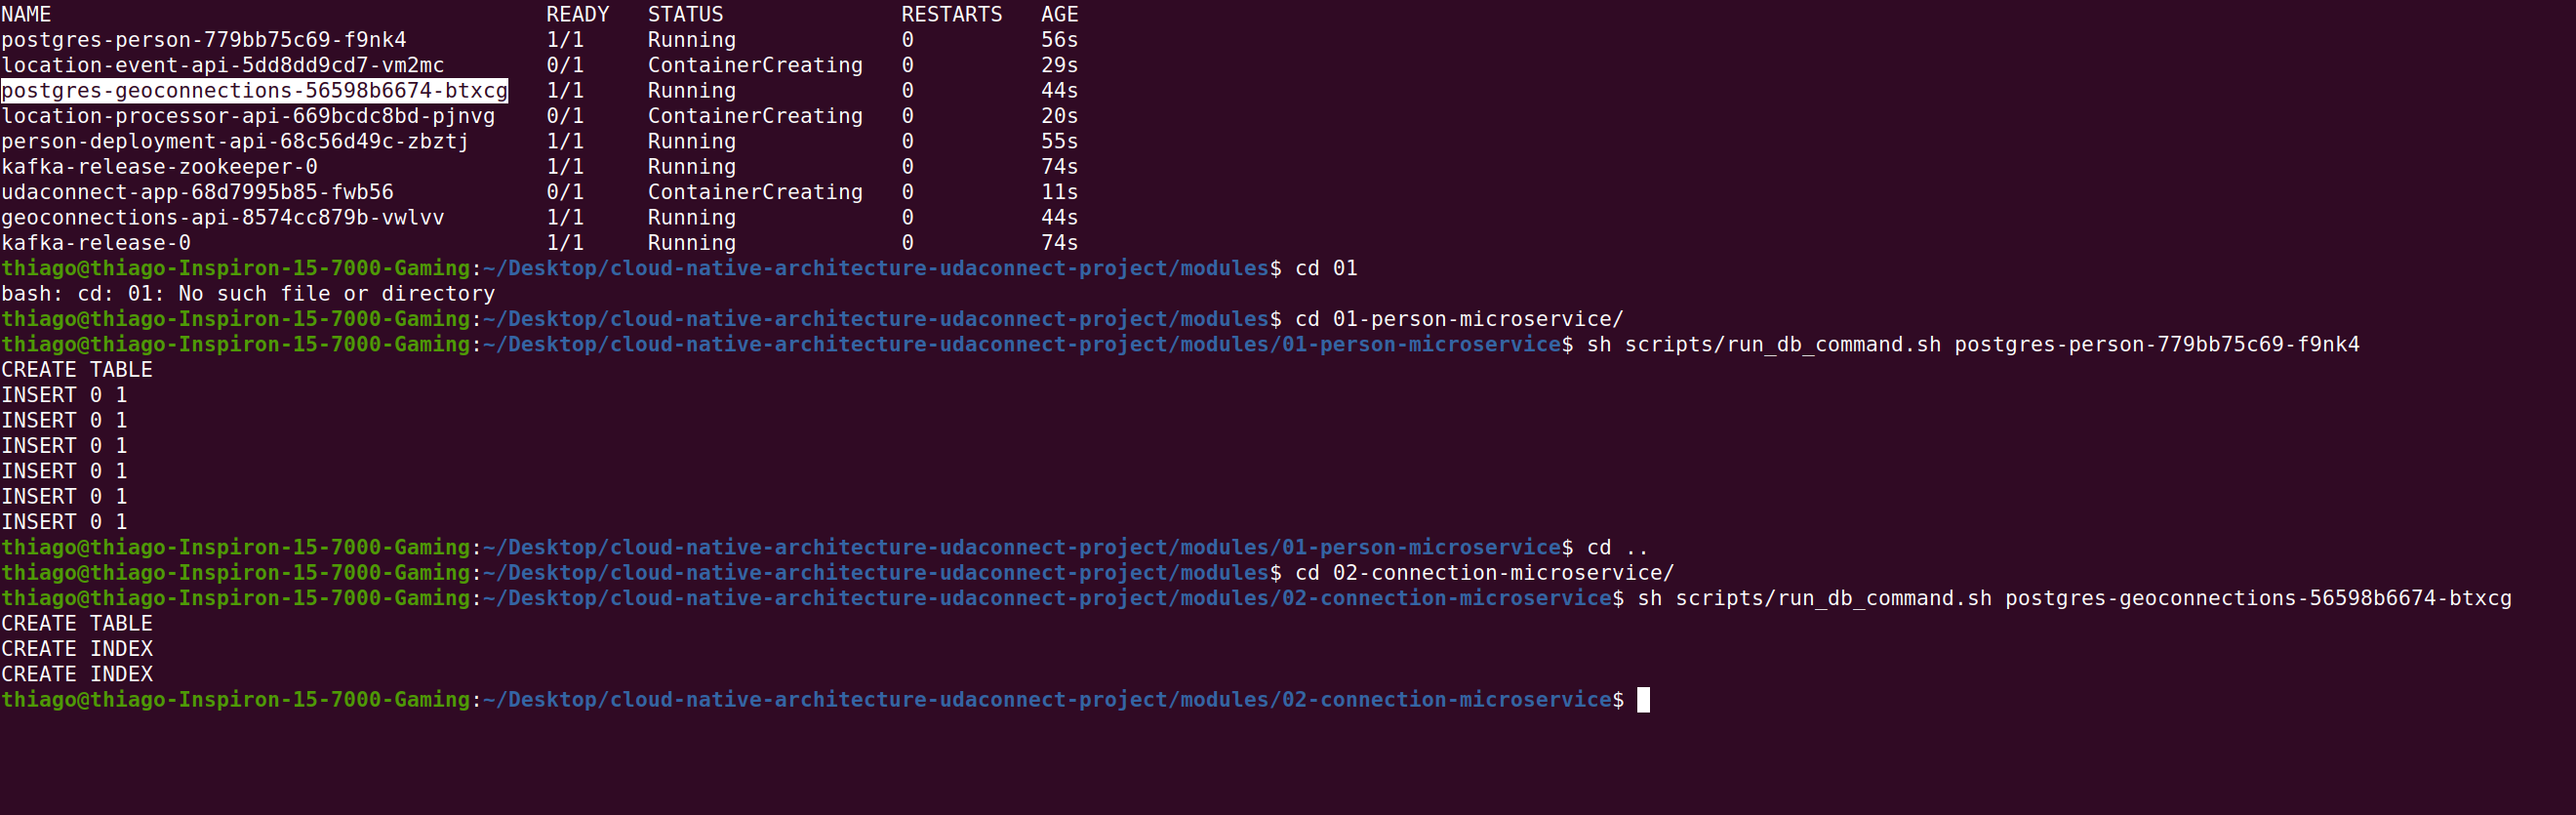 NAME                                       READY   STATUS              RESTARTS   AGE
postgres-person-779bb75c69-f9nk4           1/1     Running             0          56s
location-event-api-5dd8dd9cd7-vm2mc        0/1     ContainerCreating   0          29s
postgres-geoconnections-56598b6674-btxcg   1/1     Running             0          44s
location-processor-api-669bcdc8bd-pjnvg    0/1     ContainerCreating   0          20s
person-deployment-api-68c56d49c-zbztj      1/1     Running             0          55s
kafka-release-zookeeper-0                  1/1     Running             0          74s
udaconnect-app-68d7995b85-fwb56            0/1     ContainerCreating   0          11s
geoconnections-api-8574cc879b-vwlvv        1/1     Running             0          44s
kafka-release-0                            1/1     Running             0          74s
thiago@thiago-Inspiron-15-7000-Gaming:~/Desktop/cloud-native-architecture-udaconnect-project/modules$ cd 01
bash: cd: 01: No such file or directory
thiago@thiago-Inspiron-15-7000-Gaming:~/Desktop/cloud-native-architecture-udaconnect-project/modules$ cd 01-person-microservice/
thiago@thiago-Inspiron-15-7000-Gaming:~/Desktop/cloud-native-architecture-udaconnect-project/modules/01-person-microservice$ sh scripts/run_db_command.sh postgres-person-779bb75c69-f9nk4
CREATE TABLE
INSERT 0 1
INSERT 0 1
INSERT 0 1
INSERT 0 1
INSERT 0 1
INSERT 0 1
thiago@thiago-Inspiron-15-7000-Gaming:~/Desktop/cloud-native-architecture-udaconnect-project/modules/01-person-microservice$ cd ..
thiago@thiago-Inspiron-15-7000-Gaming:~/Desktop/cloud-native-architecture-udaconnect-project/modules$ cd 02-connection-microservice/
thiago@thiago-Inspiron-15-7000-Gaming:~/Desktop/cloud-native-architecture-udaconnect-project/modules/02-connection-microservice$ sh scripts/run_db_command.sh postgres-geoconnections-56598b6674-btxcg
CREATE TABLE
CREATE INDEX
CREATE INDEX
thiago@thiago-Inspiron-15-7000-Gaming:~/Desktop/cloud-native-architecture-udaconnect-project/modules/02-connection-microservice$